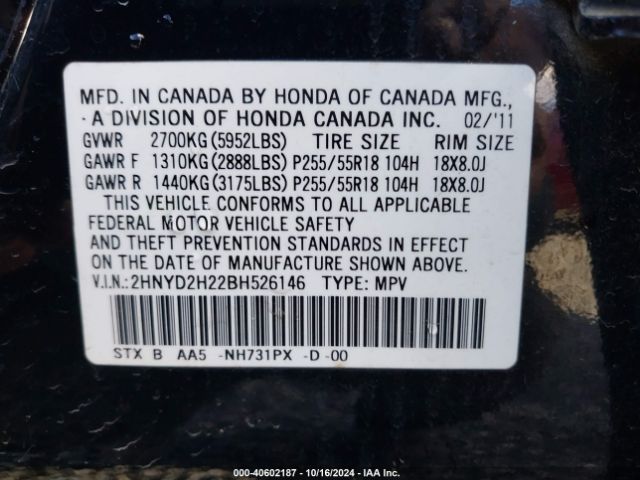 MFD. IN CANADA BY HONDA OF CANADA MFG.,
A DIVISION OF HONDA CANADA INC. 02/'11
GVWR 2700KG(5952LBS) TIRE SIZE RIM SIZE
GAWR F 1310KG(2888LBS) P255/55R18 104H 18X8.0J
GAWR R 1440KG(3175LBS) P255/55R18 104H 18X8.0J
THIS VEHICLE CONFORMS TO ALL APPLICABLE
FEDERAL MOTOR VEHICLE SAFETY
AND THEFT PREVENTION STANDARDS IN EFFECT
ON THE DATE OF MANUFACTURE SHOWN ABOVE.
V.I.N.:2HNYD2H22BH526146 TYPE: MPV
STX B AA5 -NH731PX -D -00
000-40602187 - 10/16/2024 - IAA Inc.